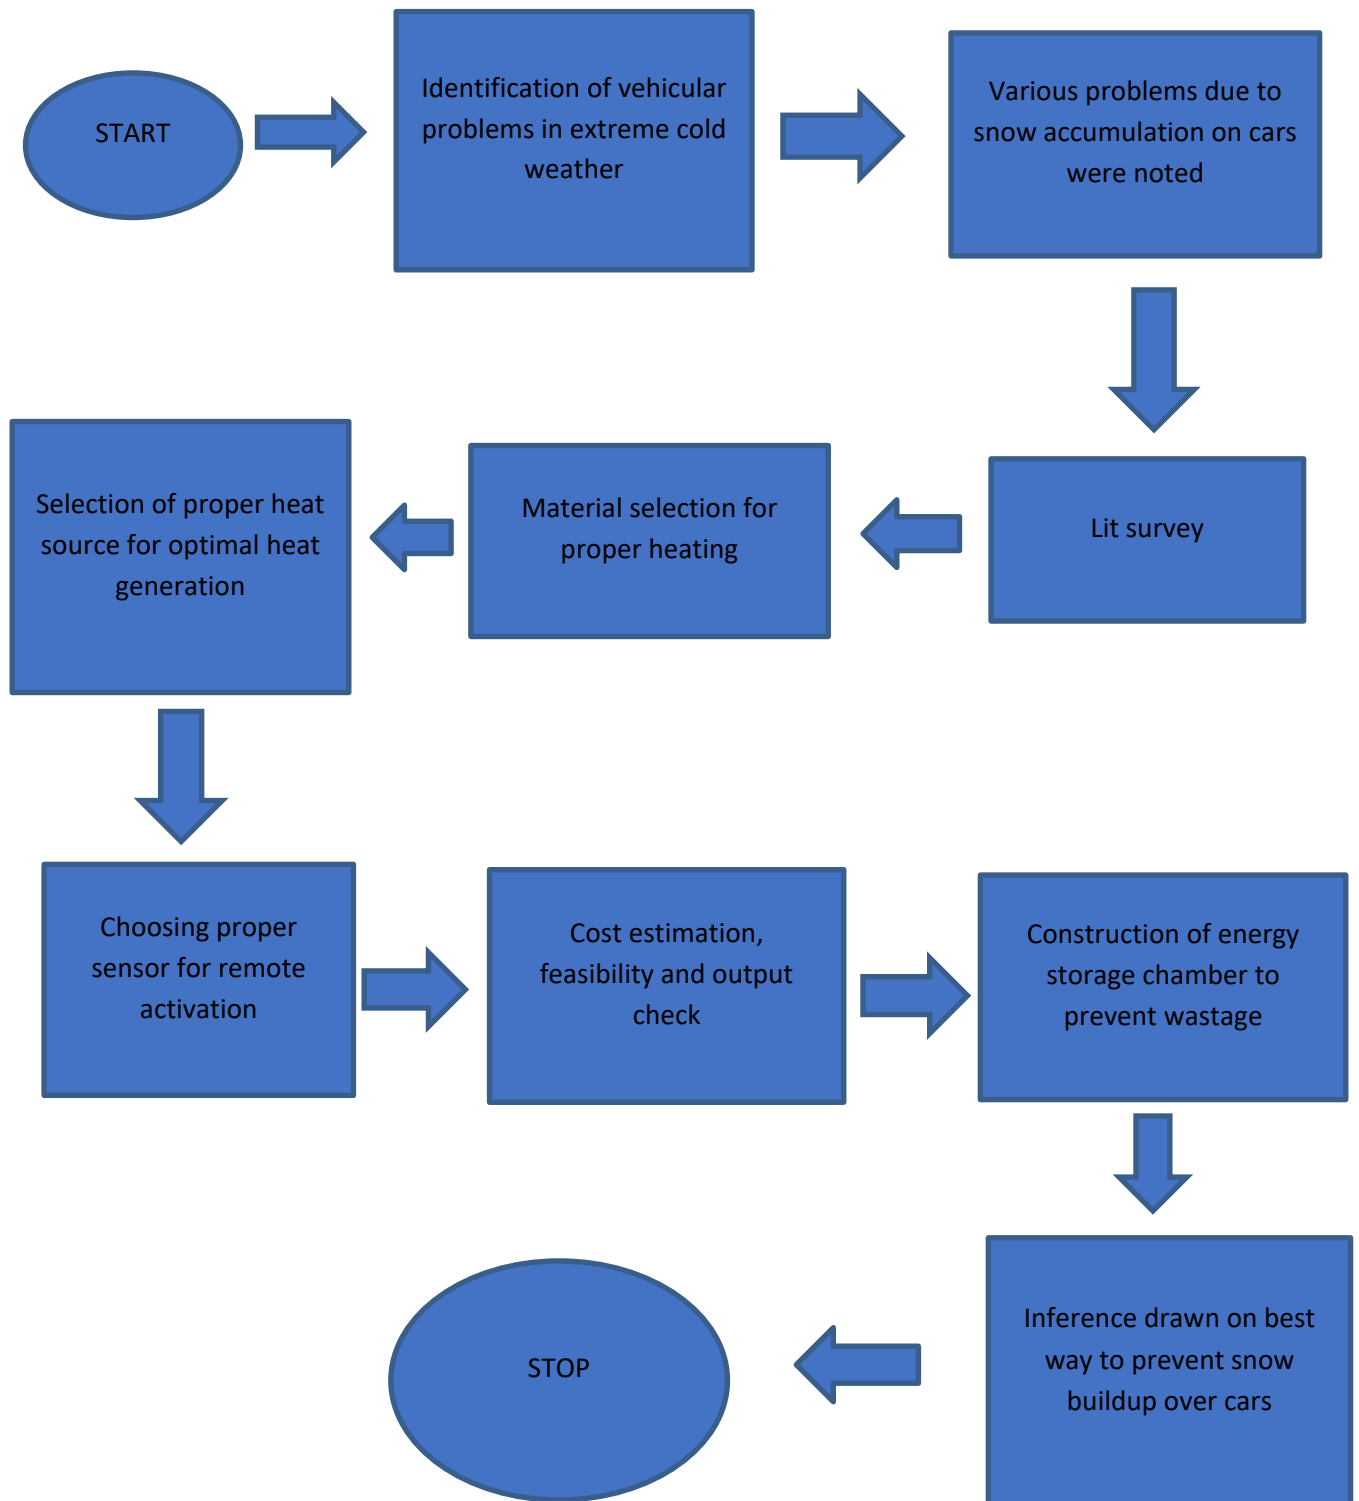 START
Identification of vehicular
problems in extreme cold
weather
Various problems due to
snow accumulation on cars
were noted
Lit survey
Material selection for
proper heating
Selection of proper heat
source for optimal heat
generation
Choosing proper
sensor for remote
activation
Cost estimation,
feasibility and output
check
Construction of energy
storage chamber to
prevent wastage
Inference drawn on best
way to prevent snow
buildup over cars
STOP